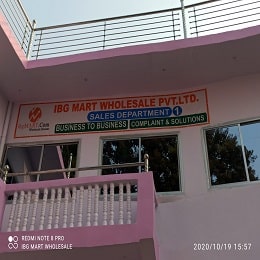 IBG MART WHOLESALE PVT.LTD.
SALES DEPARTMENT 1
BUSINESS TO BUSINESS COMPLAINT & SOLUTIONS
REDMI NOTE 8 PRO
IBG MART WHOLESALE
2020/10/19 15:57